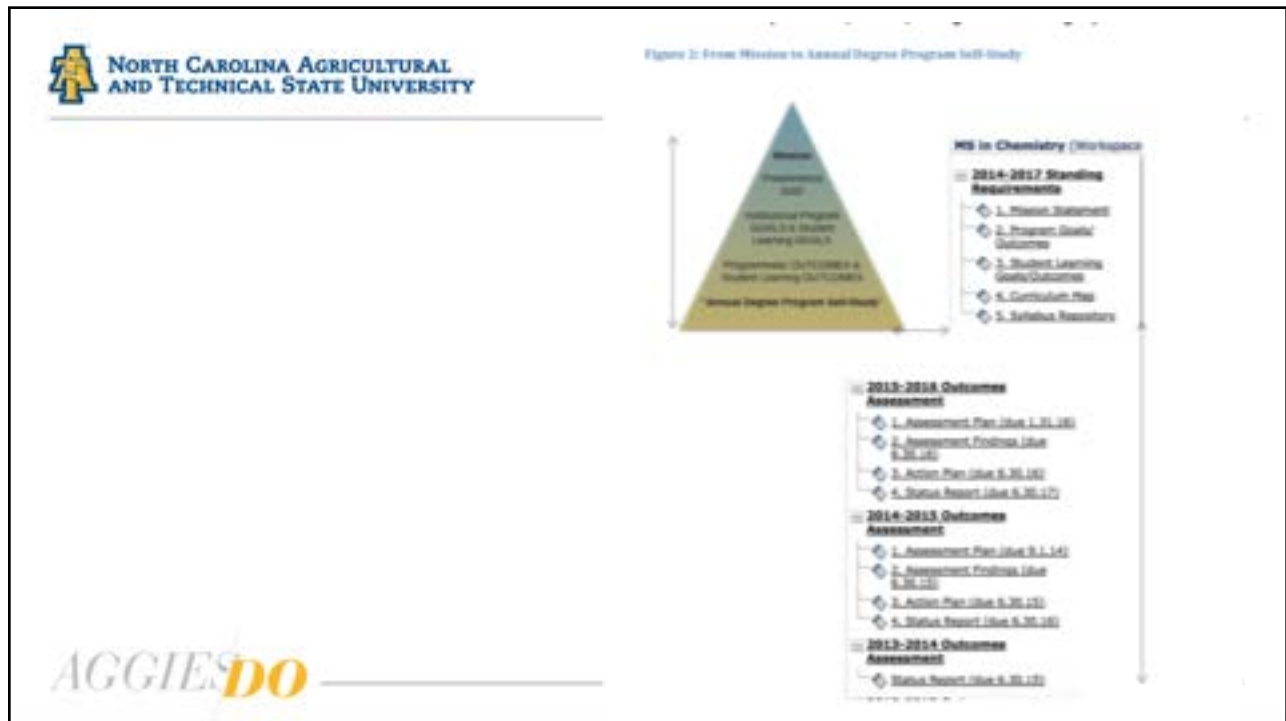 NORTH CAROLINA AGRICULTURAL
AND TECHNICAL STATE UNIVERSITY
Figure 2: From Mission to Annual Degree Program Self-Study
Mission
Institutional Program
GOALS & Student
Learning GOALS
Programmatic OUTCOMES &
Student Learning OUTCOMES
Annual Degree Program Self-Study
MS in Chemistry (Workspace
2014-2017 Standing
Requirements
1. Mission Statement
2. Program Goals/
Outcomes
3. Student Learning
Goals/Outcomes
4. Curriculum Map
5. Syllabus Repository
2015-2016 Outcomes
Assessment
1. Assessment Plan (due 1.31.16)
2. Assessment Findings (due
6.30.16)
3. Action Plan (due 6.30.16)
4. Status Report (due 6.30.17)
2014-2015 Outcomes
Assessment
1. Assessment Plan (due 9.1.14)
2. Assessment Findings (due
6.30.15)
3. Action Plan (due 6.30.15)
4. Status Report (due 6.30.16)
2013-2014 Outcomes
Assessment
Status Report (due 6.30.15)
AGGIES DO